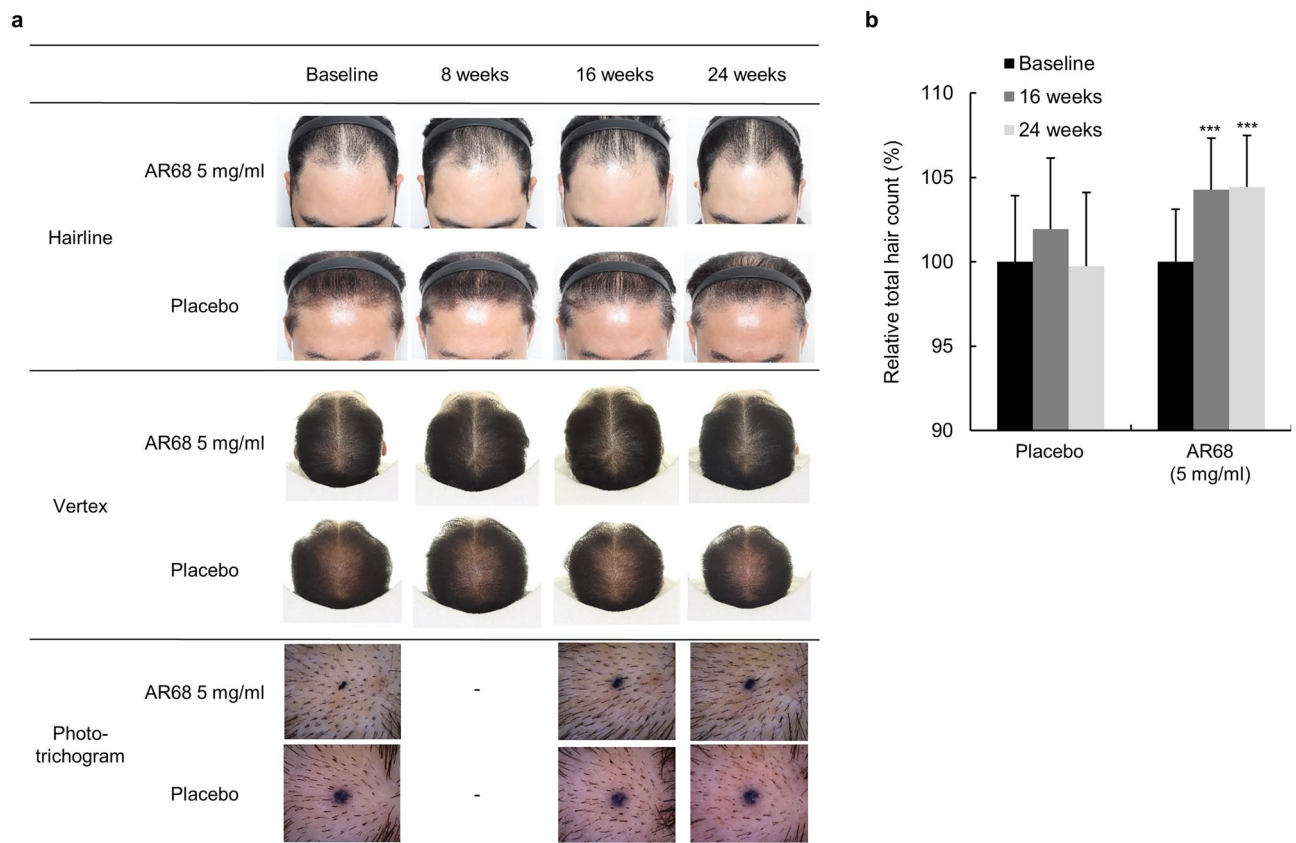 a
Baseline 8 weeks 16 weeks 24 weeks
AR68 5 mg/ml
Hairline
Placebo
AR68 5 mg/ml
Vertex
Placebo
AR68 5 mg/ml
-
Photo-
trichogram
Placebo
-
b
Baseline
16 weeks
24 weeks
Relative total hair count (%)
110
105
100
95
90
*** ***
Placebo
AR68
(5 mg/ml)